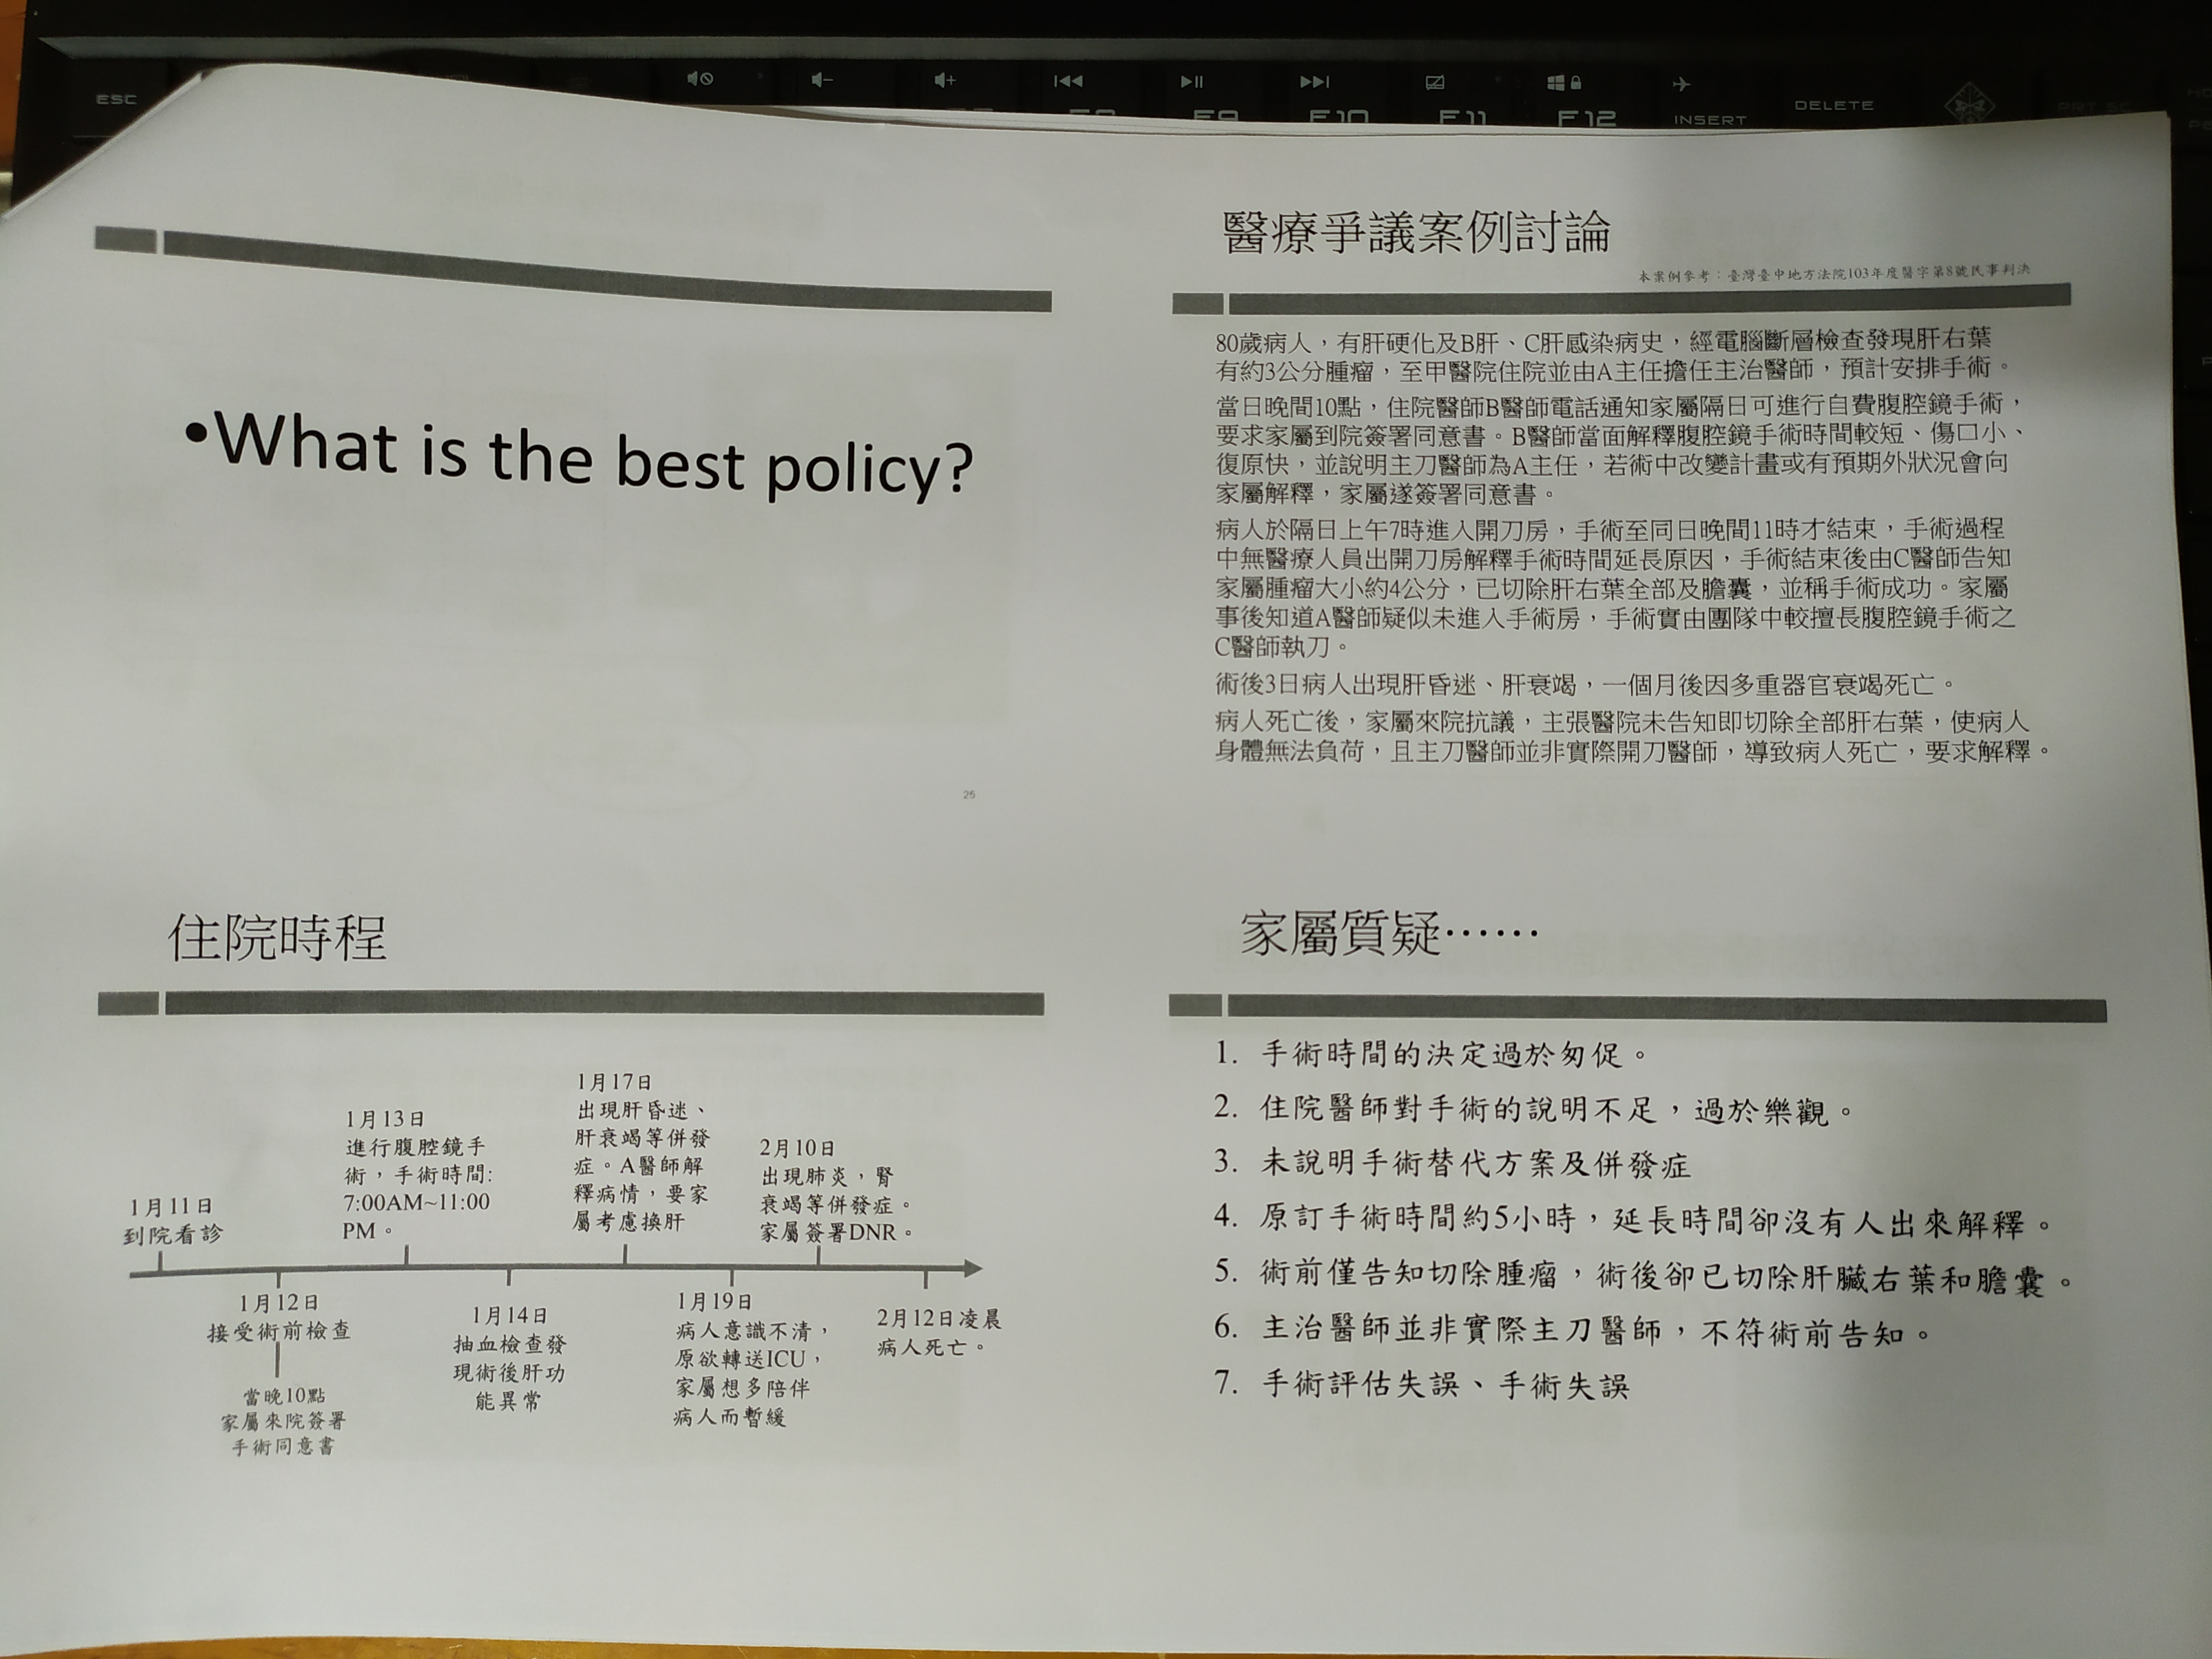 ESC
F9
F10
F11
F12
INSERT
DELETE
PRT SC
•What is the best policy?
25
醫療爭議案例討論
本案例參考：臺灣臺中地方法院103年度醫字第8號民事判決
80歲病人，有肝硬化及B肝、C肝感染病史，經電腦斷層檢查發現肝右葉
有約3公分腫瘤，至甲醫院住院並由A主任擔任主治醫師，預計安排手術。
當日晚間10點，住院醫師B醫師電話通知家屬隔日可進行自費腹腔鏡手術，
要求家屬到院簽署同意書。B醫師當面解釋腹腔鏡手術時間較短、傷口小、
復原快，並說明主刀醫師為A主任，若術中改變計畫或有預期外狀況會向
家屬解釋，家屬遂簽署同意書。
病人於隔日上午7時進入開刀房，手術至同日晚間11時才結束，手術過程
中無醫療人員出開刀房解釋手術時間延長原因，手術結束後由C醫師告知
家屬腫瘤大小約4公分，已切除肝右葉全部及膽囊，並稱手術成功。家屬
事後知道A醫師疑似未進入手術房，手術實由團隊中較擅長腹腔鏡手術之
C醫師執刀。
術後3日病人出現肝昏迷、肝衰竭，一個月後因多重器官衰竭死亡。
病人死亡後，家屬來院抗議，主張醫院未告知即切除全部肝右葉，使病人
身體無法負荷，且主刀醫師並非實際開刀醫師，導致病人死亡，要求解釋。
住院時程
1月11日
到院看診
1月12日
接受術前檢查
當晚10點
家屬來院簽署
手術同意書
1月13日
進行腹腔鏡手
術，手術時間:
7:00AM~11:00
PM。
1月14日
抽血檢查發
現術後肝功
能異常
1月17日
出現肝昏迷、
肝衰竭等併發
症。A醫師解
釋病情，要家
屬考慮換肝
1月19日
病人意識不清，
原欲轉送ICU，
家屬想多陪伴
病人而暫緩
2月10日
出現肺炎，腎
衰竭等併發症。
家屬簽署DNR。
2月12日凌晨
病人死亡。
家屬質疑……
1. 手術時間的決定過於匆促。
2. 住院醫師對手術的說明不足，過於樂觀。
3. 未說明手術替代方案及併發症
4. 原訂手術時間約5小時，延長時間卻沒有人出來解釋。
5. 術前僅告知切除腫瘤，術後卻已切除肝臟右葉和膽囊。
6. 主治醫師並非實際主刀醫師，不符術前告知。
7. 手術評估失誤、手術失誤